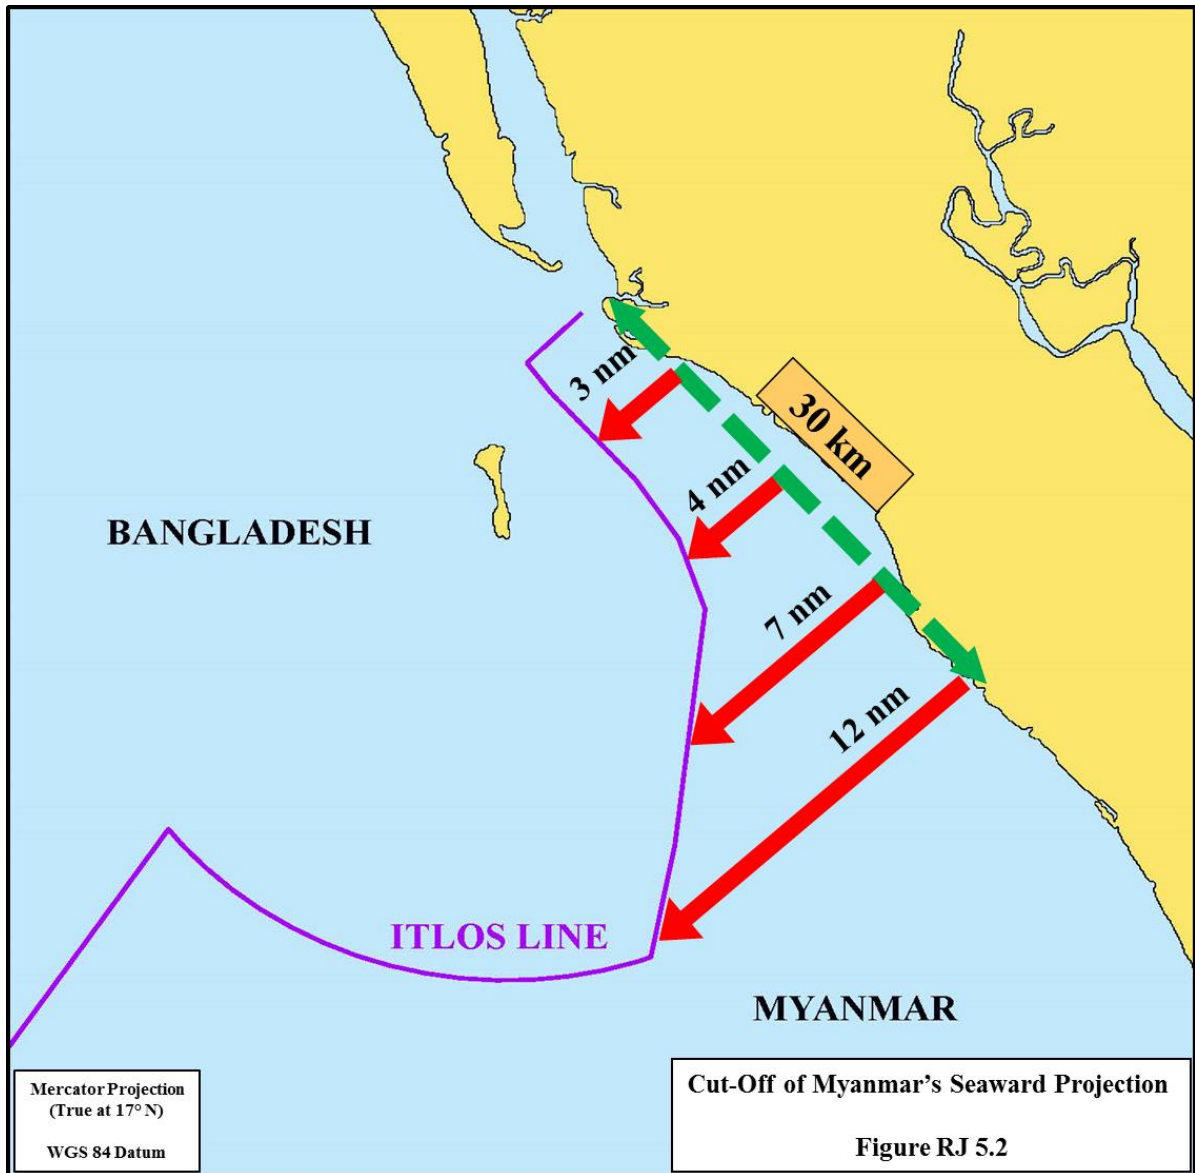 3 nm
30 km
4 nm
BANGLADESH
7 nm
12 nm
ITLOS LINE
MYANMAR
Mercator Projection
(True at 17° N)
WGS 84 Datum
Cut-Off of Myanmar's Seaward Projection
Figure RJ 5.2